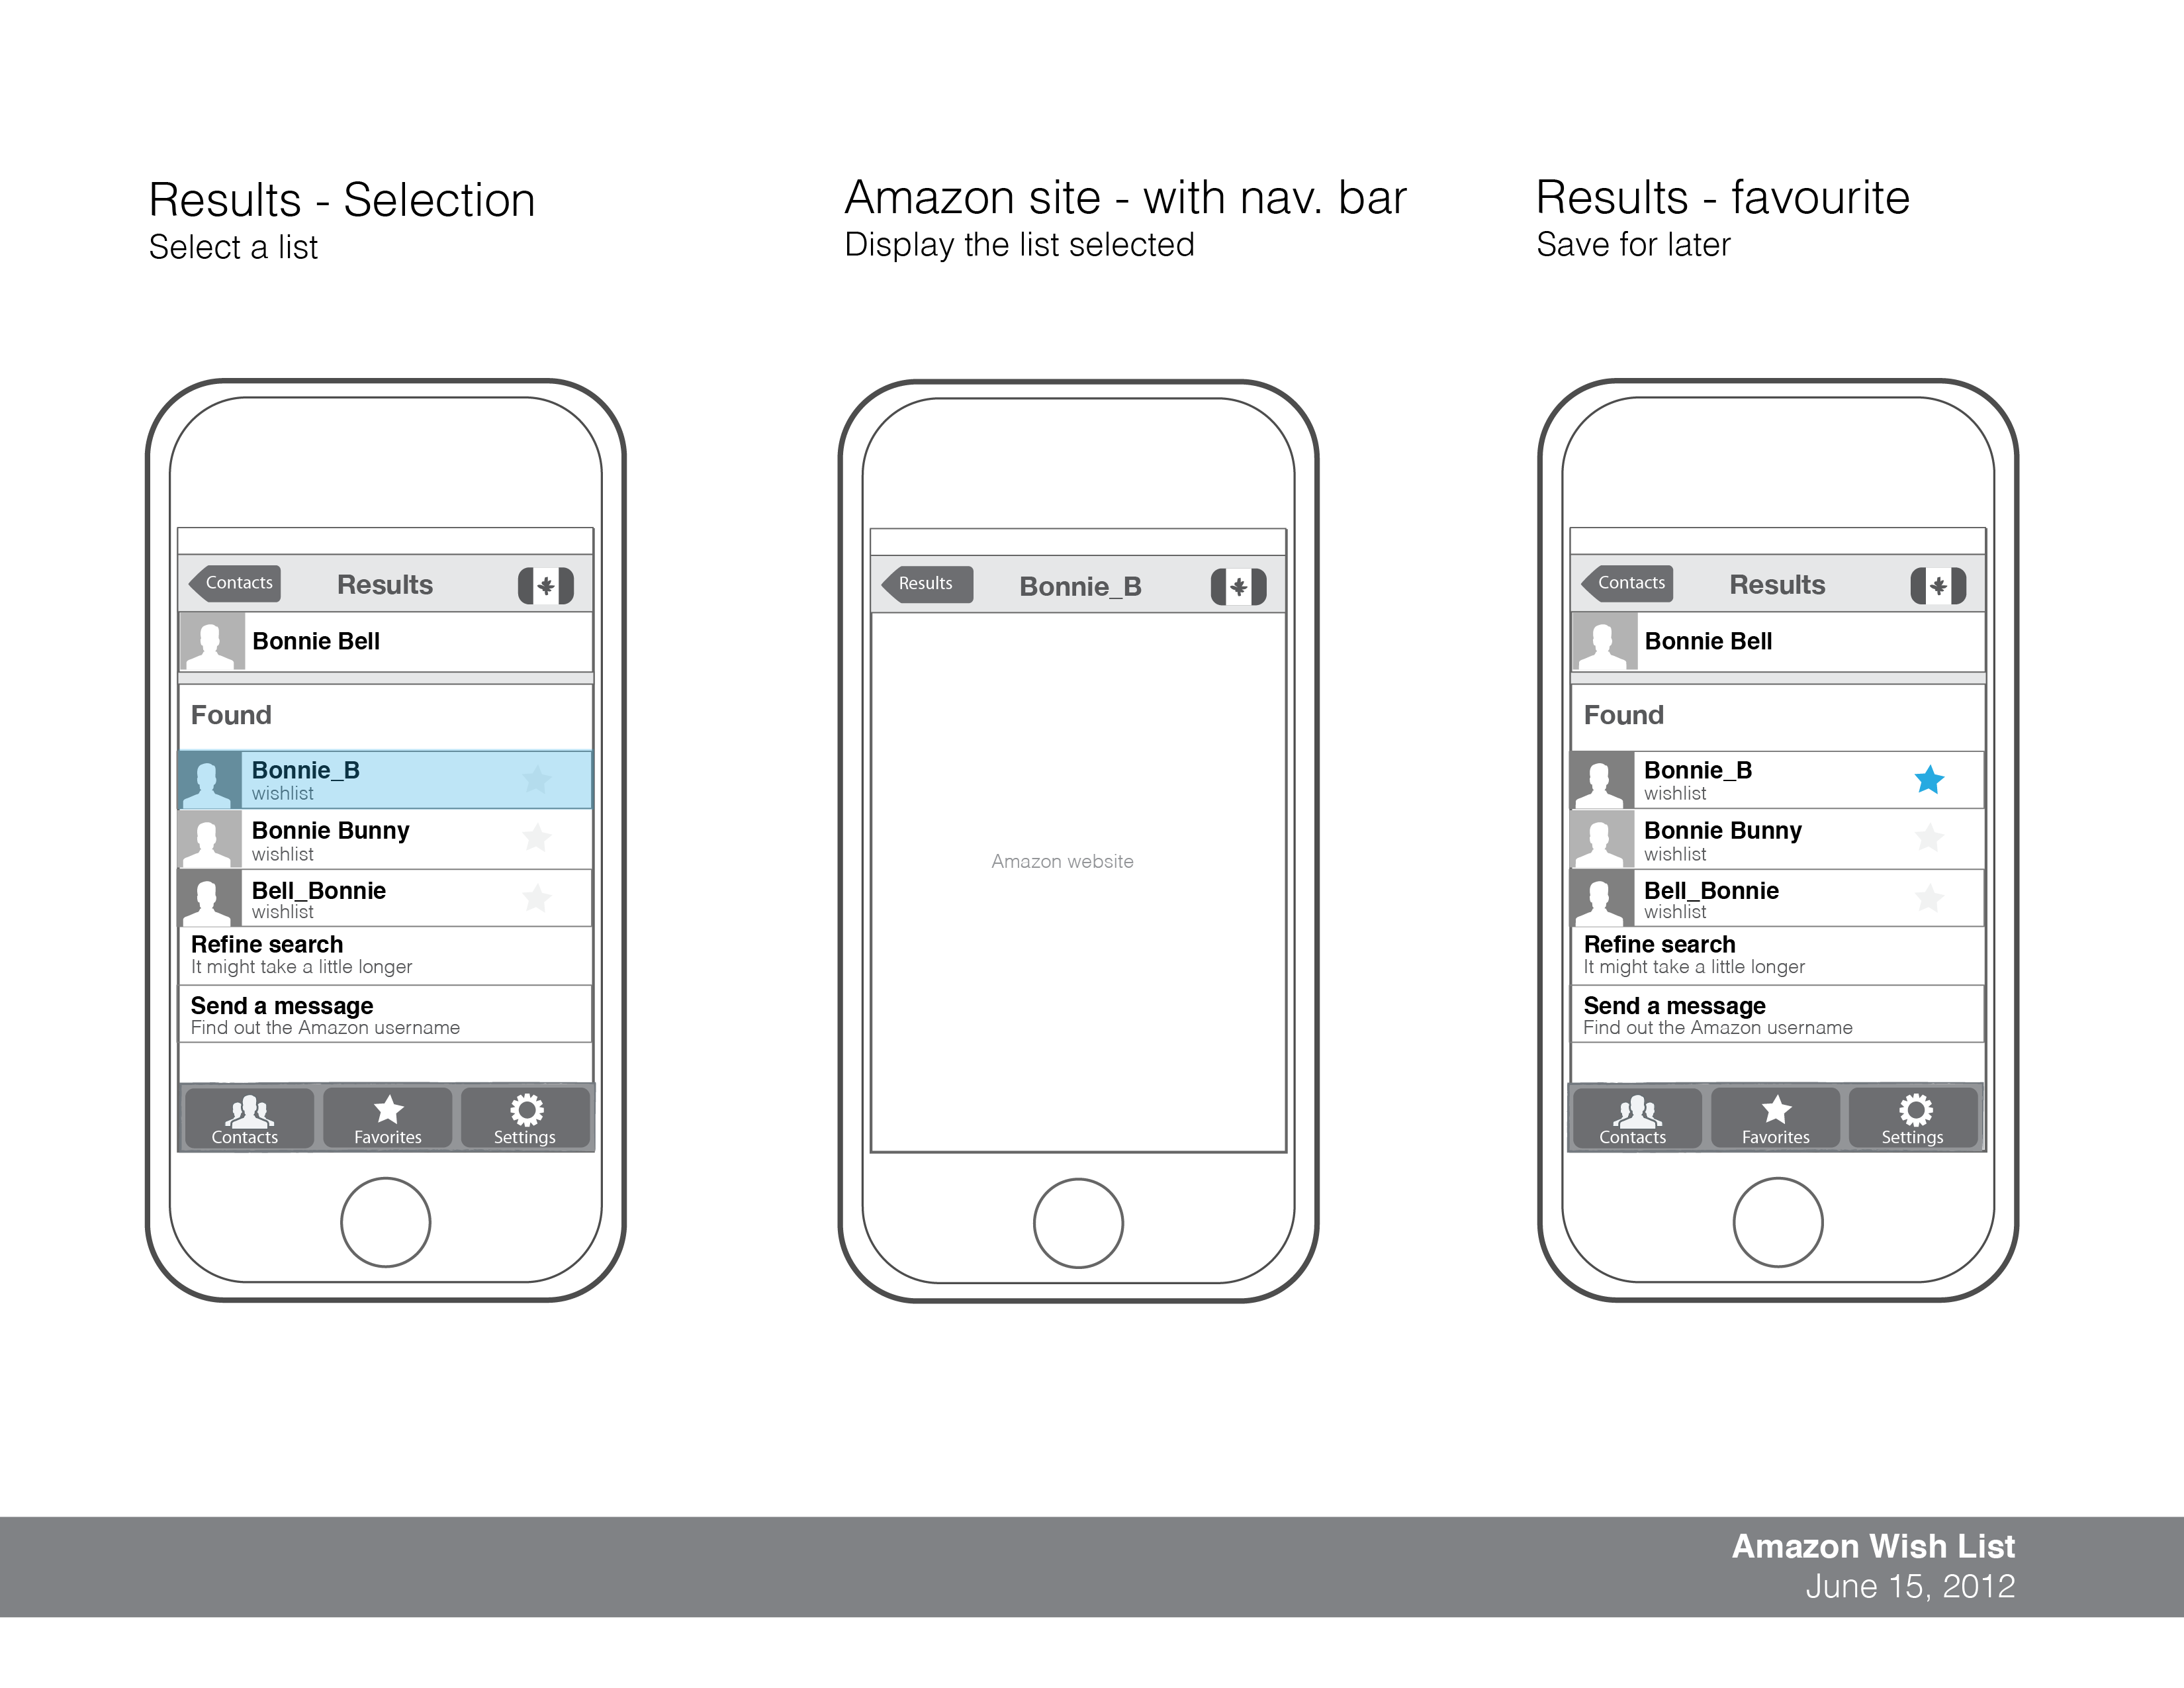 Results - Selection
Select a list
Amazon site - with nav. bar
Display the list selected
Results - favourite
Save for later
Contacts
Results
Bonnie Bell
Found
Bonnie_B
wishlist
Bonnie Bunny
wishlist
Bell_Bonnie
wishlist
Refine search
It might take a little longer
Send a message
Find out the Amazon username
Contacts
Favorites
Settings
Results
Bonnie_B
Amazon website
Contacts
Results
Bonnie Bell
Found
Bonnie_B
wishlist
Bonnie Bunny
wishlist
Bell_Bonnie
wishlist
Refine search
It might take a little longer
Send a message
Find out the Amazon username
Contacts
Favorites
Settings
Amazon Wish List
June 15, 2012